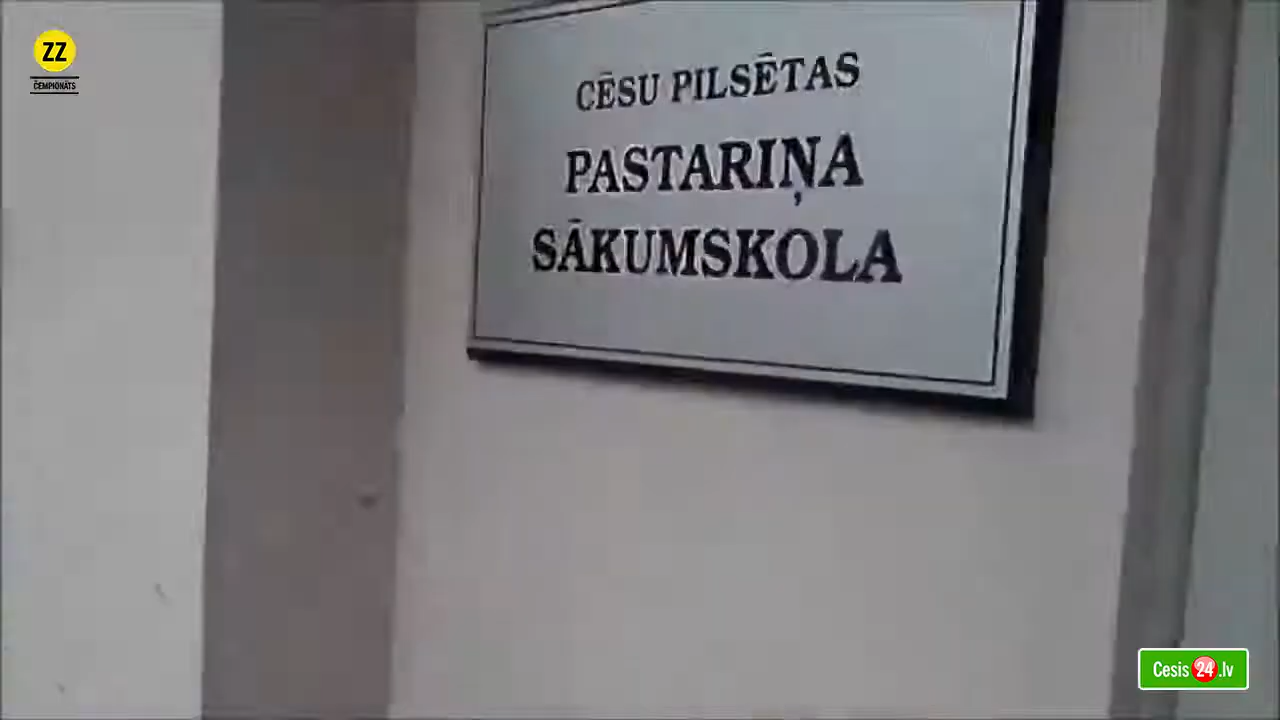 ZZ
ČEMPIONĀTS
CĒSU PILSĒTAS
PASTARIŅA
SĀKUMSKOLA
Cesis24.lv